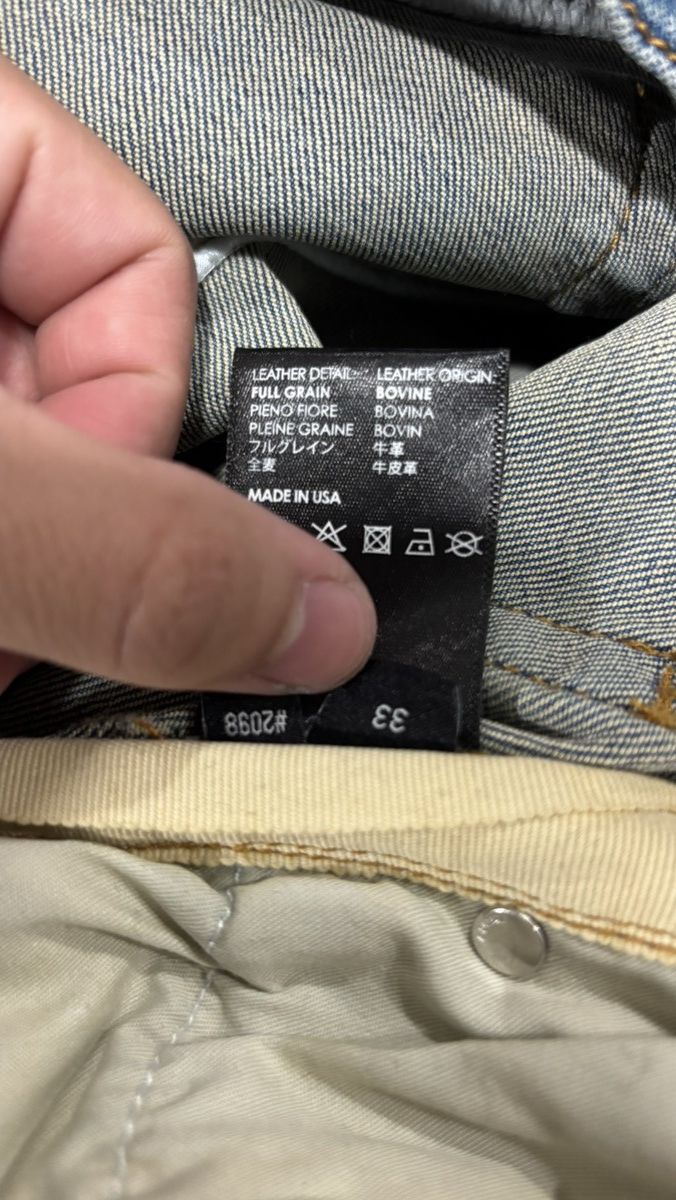 LEATHER DETAIL LEATHER ORIGIN
FULL GRAIN BOVINE
PIENO FIORE BOVINA
PLEINE GRAINE BOVIN
フルグレイン 牛革
全麦 牛皮革
MADE IN USA
#2098 33